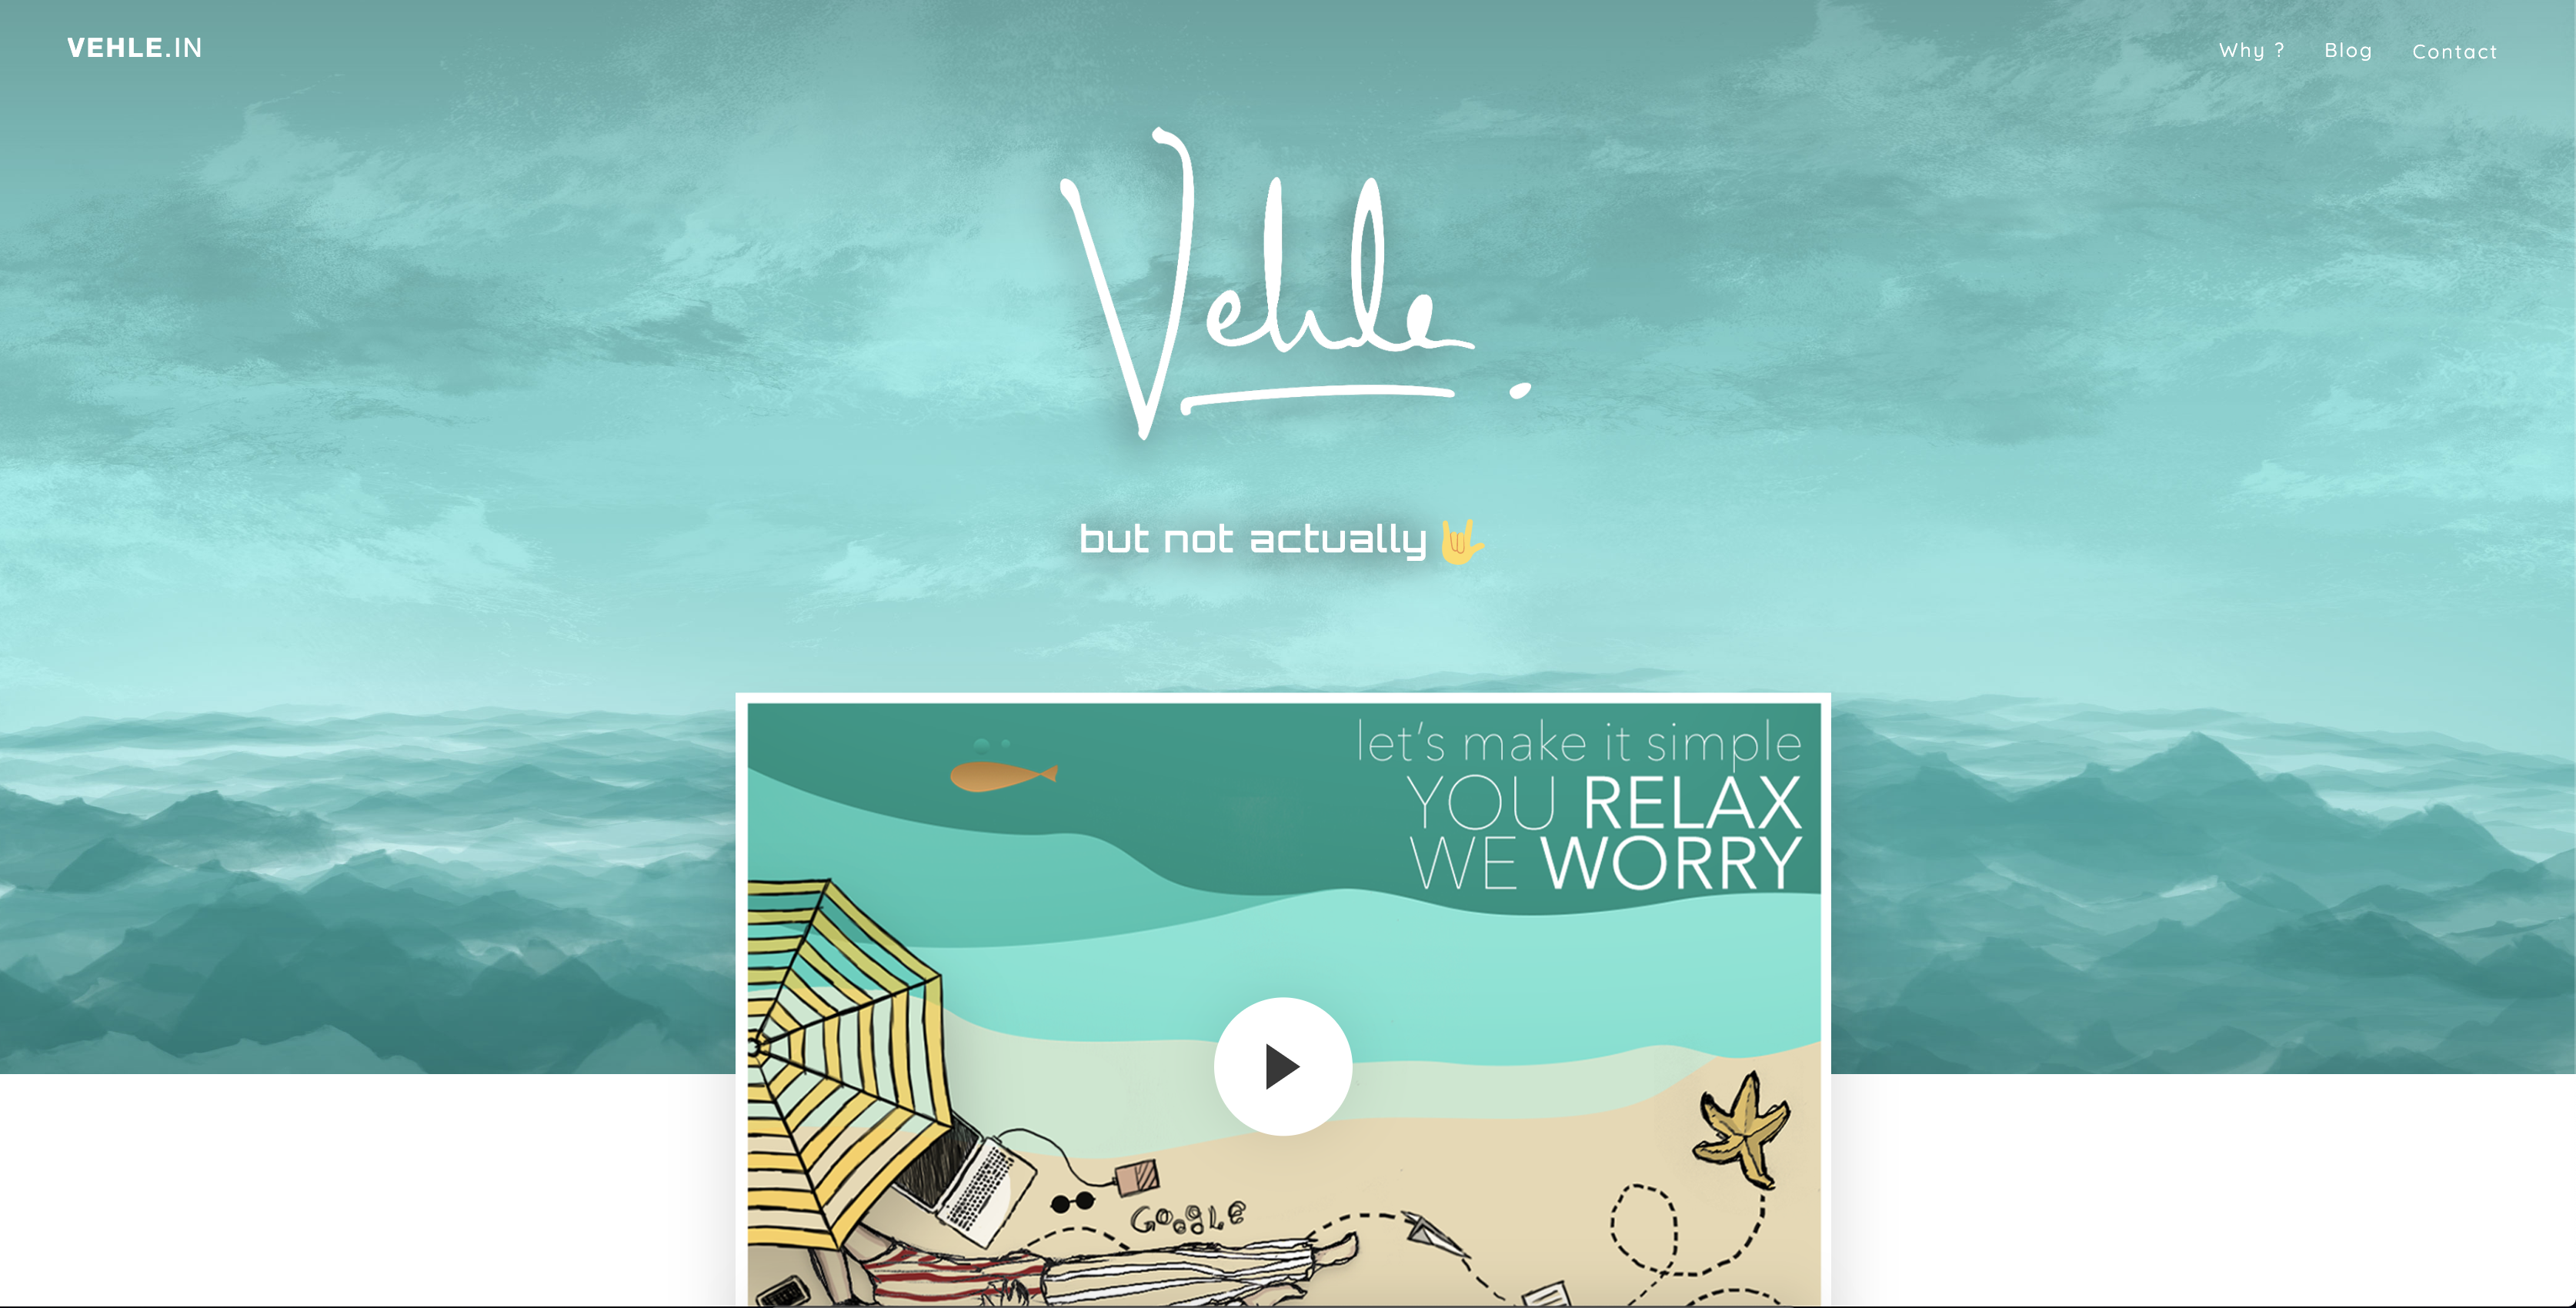 VEHLE.IN
Why ? Blog Contact
Vehle.
but not actually 🤟
let's make it simple
YOU RELAX
WE WORRY
GOOGLE